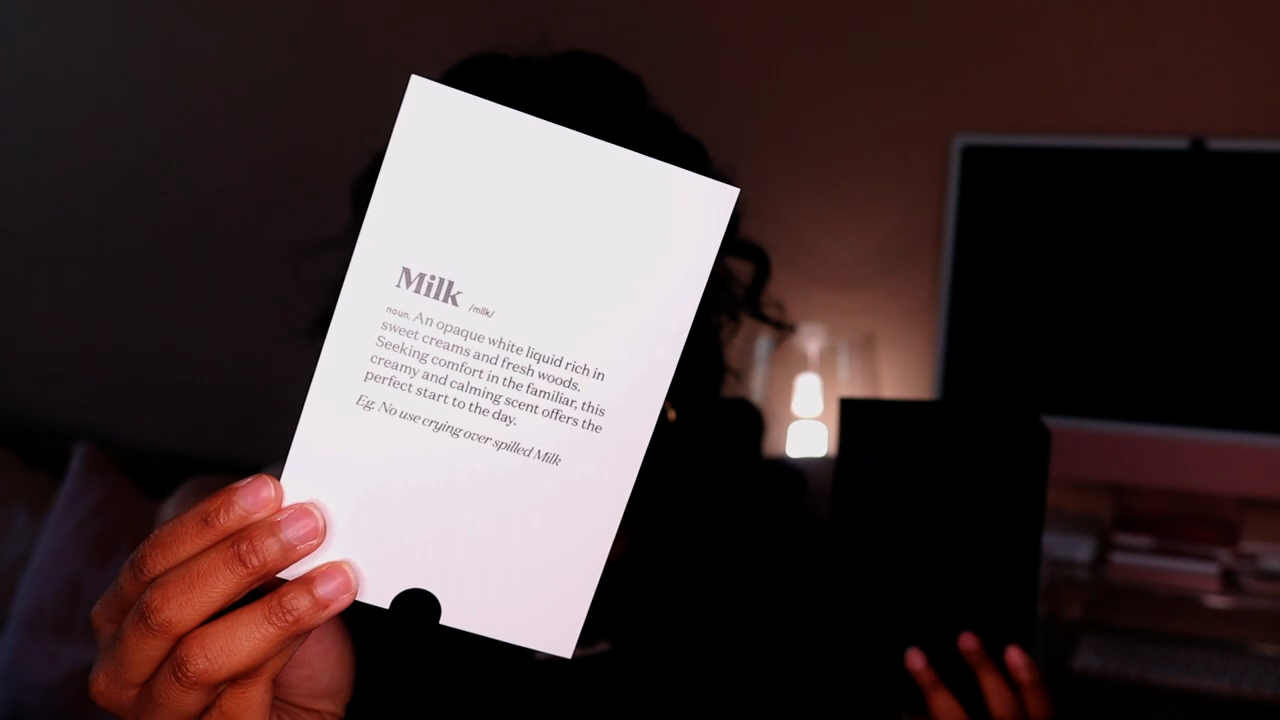 Milk /milk/
noun. An opaque white liquid rich in
sweet creams and fresh woods.
Seeking comfort in the familiar, this
creamy and calming scent offers the
perfect start to the day.
Eg. No use crying over spilled Milk